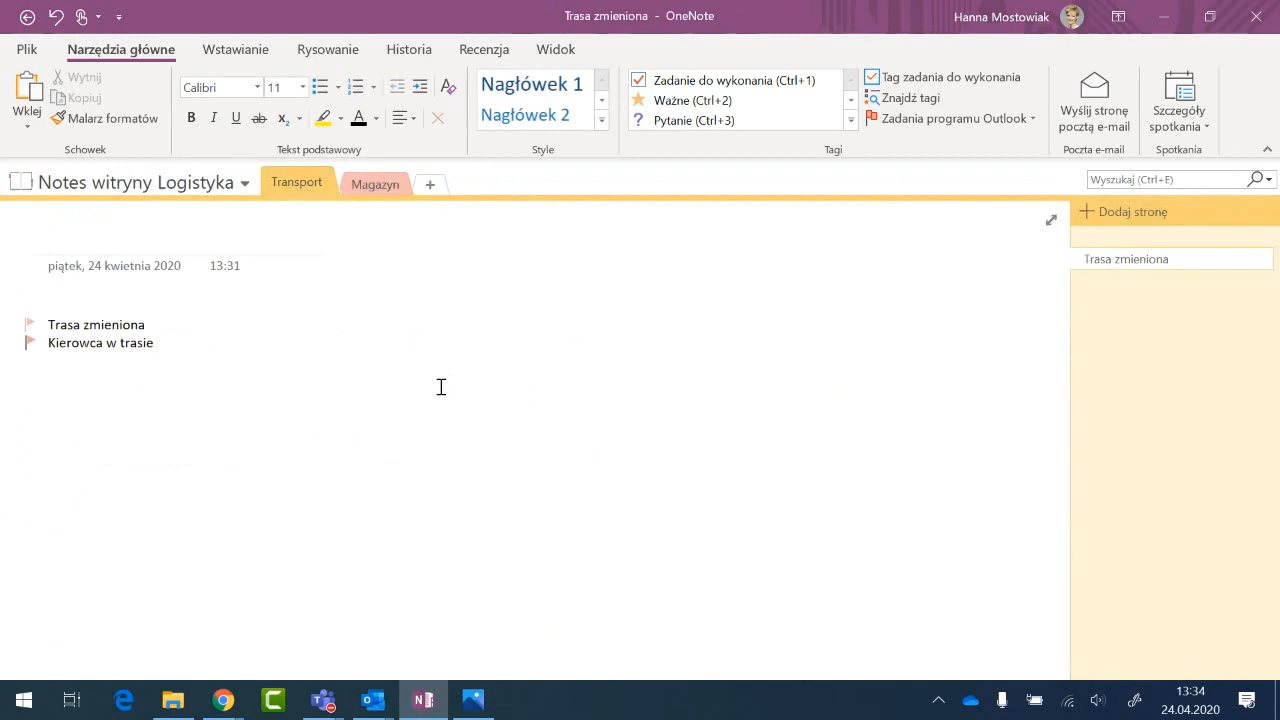 Trasa zmieniona - OneNote
Hanna Mostowiak
Plik
Narzędzia główne
Wstawianie
Rysowanie
Historia
Recenzja
Widok
Wklej
Wytnij
Kopiuj
Malarz formatów
Schowek
Calibri
11
B I U ab x₂ A
Tekst podstawowy
Nagłówek 1
Nagłówek 2
Style
Zadanie do wykonania (Ctrl+1)
Ważne (Ctrl+2)
Pytanie (Ctrl+3)
Tag zadania do wykonania
Znajdź tagi
Zadania programu Outlook
Tagi
Wyślij stronę
pocztą e-mail
Poczta e-mail
Szczegóły
spotkania
Spotkania
Notes witryny Logistyka
Transport
Magazyn
Wyszukaj (Ctrl+E)
Dodaj stronę
Trasa zmieniona
piątek, 24 kwietnia 2020 13:31
Trasa zmieniona
Kierowca w trasie
13:34
24.04.2020